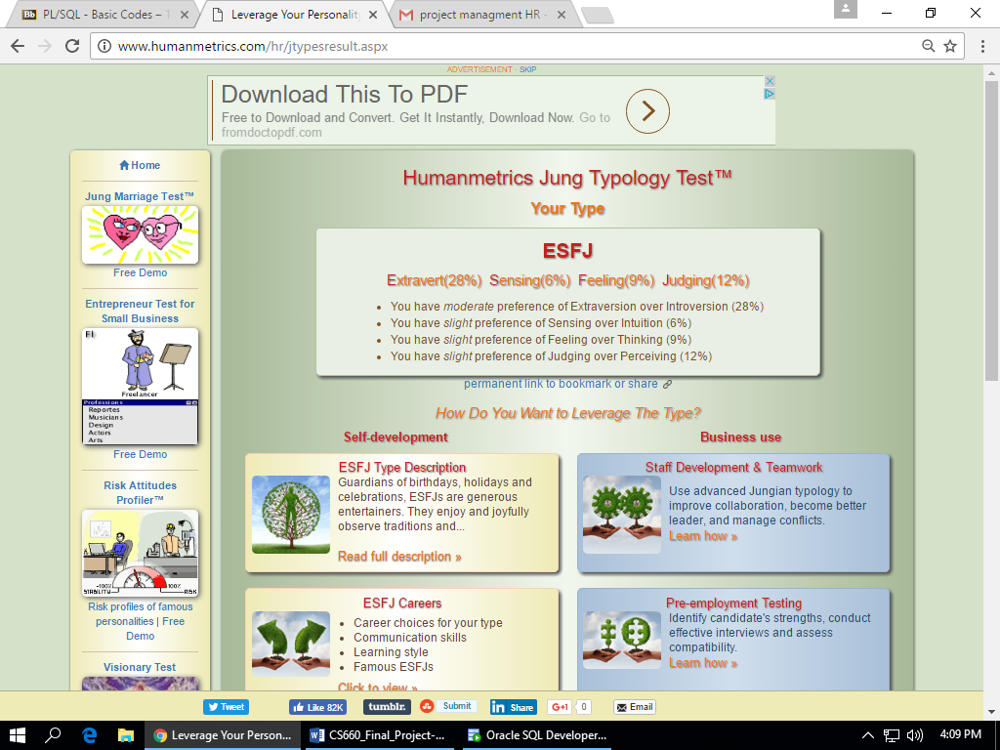 PL/SQL - Basic Codes – 1
Leverage Your Personality
project managment HR -
www.humanmetrics.com/hr/jtypesresult.aspx
ADVERTISEMENT - SKIP
Download This To PDF
Free to Download and Convert. Get It Instantly, Download Now. Go to
fromdoctopdf.com
Home
Jung Marriage Test™
Free Demo
Entrepreneur Test for
Small Business
Freelancer
Professions
Reportes
Musicians
Design
Actors
Arts
Free Demo
Risk Attitudes
Profiler™
-100%
100%
STABILITY
RISK
Risk profiles of famous
personalities | Free
Demo
Visionary Test
Humanmetrics Jung Typology Test™
Your Type
ESFJ
Extravert(28%) Sensing(6%) Feeling(9%) Judging(12%)
You have moderate preference of Extraversion over Introversion (28%)
You have slight preference of Sensing over Intuition (6%)
You have slight preference of Feeling over Thinking (9%)
You have slight preference of Judging over Perceiving (12%)
permanent link to bookmark or share
How Do You Want to Leverage The Type?
Self-development
ESFJ Type Description
Guardians of birthdays, holidays and
celebrations, ESFJs are generous
entertainers. They enjoy and joyfully
observe traditions and...
Read full description »
ESFJ Careers
Career choices for your type
Communication skills
Learning style
Famous ESFJs
Click to view »
Business use
Staff Development & Teamwork
Use advanced Jungian typology to
improve collaboration, become better
leader, and manage conflicts.
Learn how »
Pre-employment Testing
Identify candidate's strengths, conduct
effective interviews and assess
compatibility.
Learn how »
Tweet
Like 82K
tumblr.
Submit
in Share
G+1
0
Email
Leverage Your Person...
CS660_Final_Project-...
Oracle SQL Developer...
4:09 PM